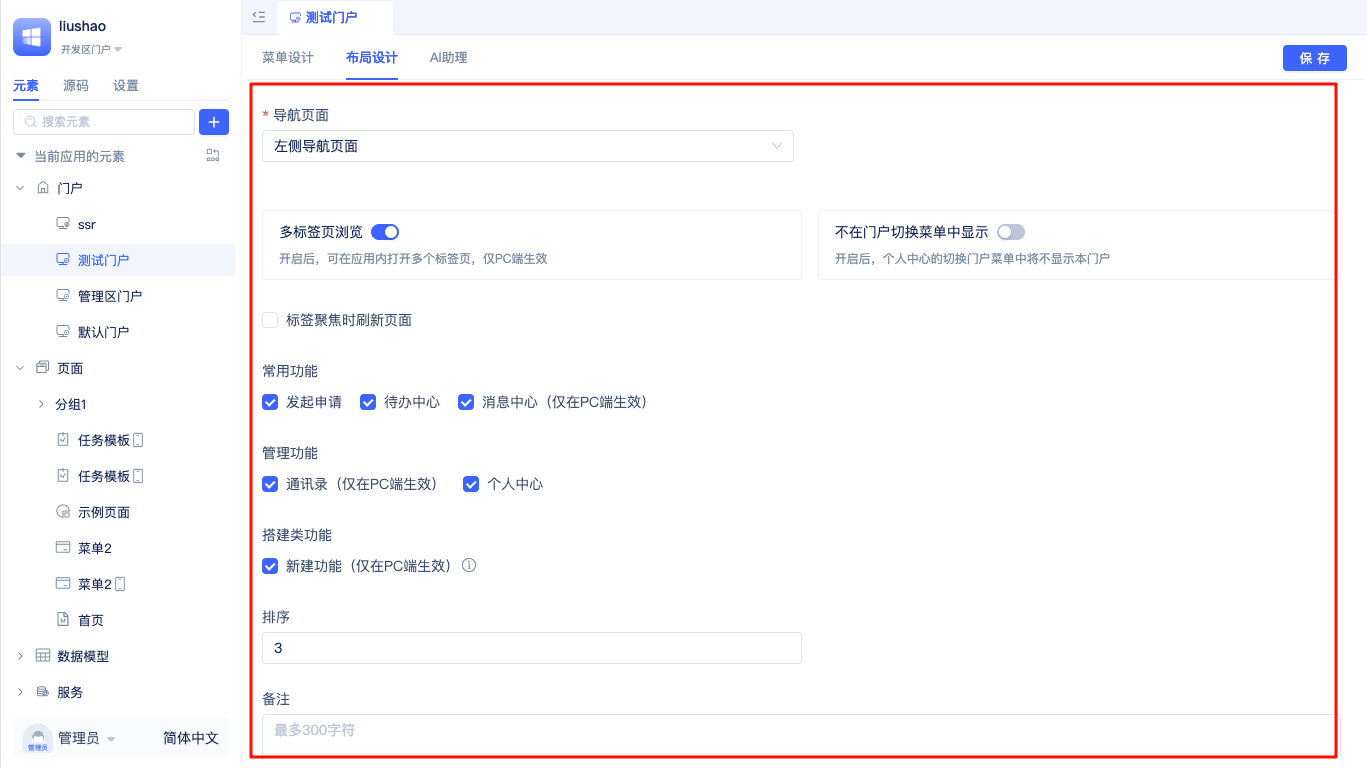 liushao
开发区门户
元素 源码 设置
搜索元素
当前应用的元素
门户
ssr
测试门户
管理区门户
默认门户
页面
分组1
任务模板
任务模板
示例页面
菜单2
菜单2
首页
数据模型
服务
管理员
管理员 简体中文
测试门户
菜单设计 布局设计 AI助理 保 存
* 导航页面
左侧导航页面
多标签页浏览
开启后，可在应用内打开多个标签页，仅PC端生效
不在门户切换菜单中显示
开启后，个人中心的切换门户菜单中将不显示本门户
标签聚焦时刷新页面
常用功能
发起申请 待办中心 消息中心（仅在PC端生效）
管理功能
通讯录（仅在PC端生效） 个人中心
搭建类功能
新建功能（仅在PC端生效）
排序
3
备注
最多300字符